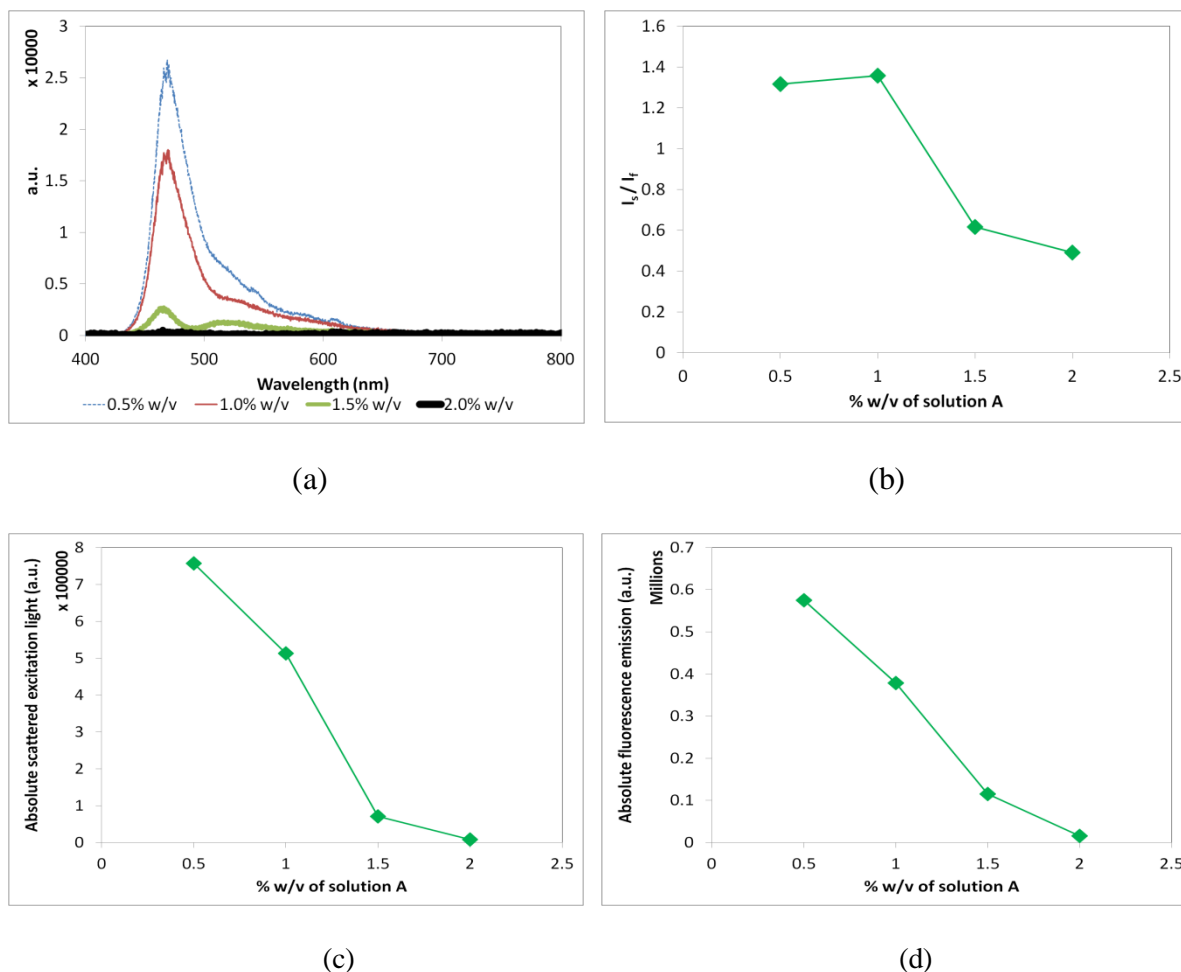 x 10000
a.u.
3
2.5
2
1.5
1
0.5
0
400
500
600
700
800
Wavelength (nm)
0.5% w/v
1.0% w/v
1.5% w/v
2.0% w/v
(a)
Is / If
1.6
1.4
1.2
1
0.8
0.6
0.4
0.2
0
0
0.5
1
1.5
2
2.5
% w/v of solution A
(b)
Absolute scattered excitation light (a.u.)
x 100000
8
7
6
5
4
3
2
1
0
0
0.5
1
1.5
2
2.5
% w/v of solution A
(c)
Absolute fluorescence emission (a.u.)
Millions
0.7
0.6
0.5
0.4
0.3
0.2
0.1
0
0
0.5
1
1.5
2
2.5
% w/v of solution A
(d)